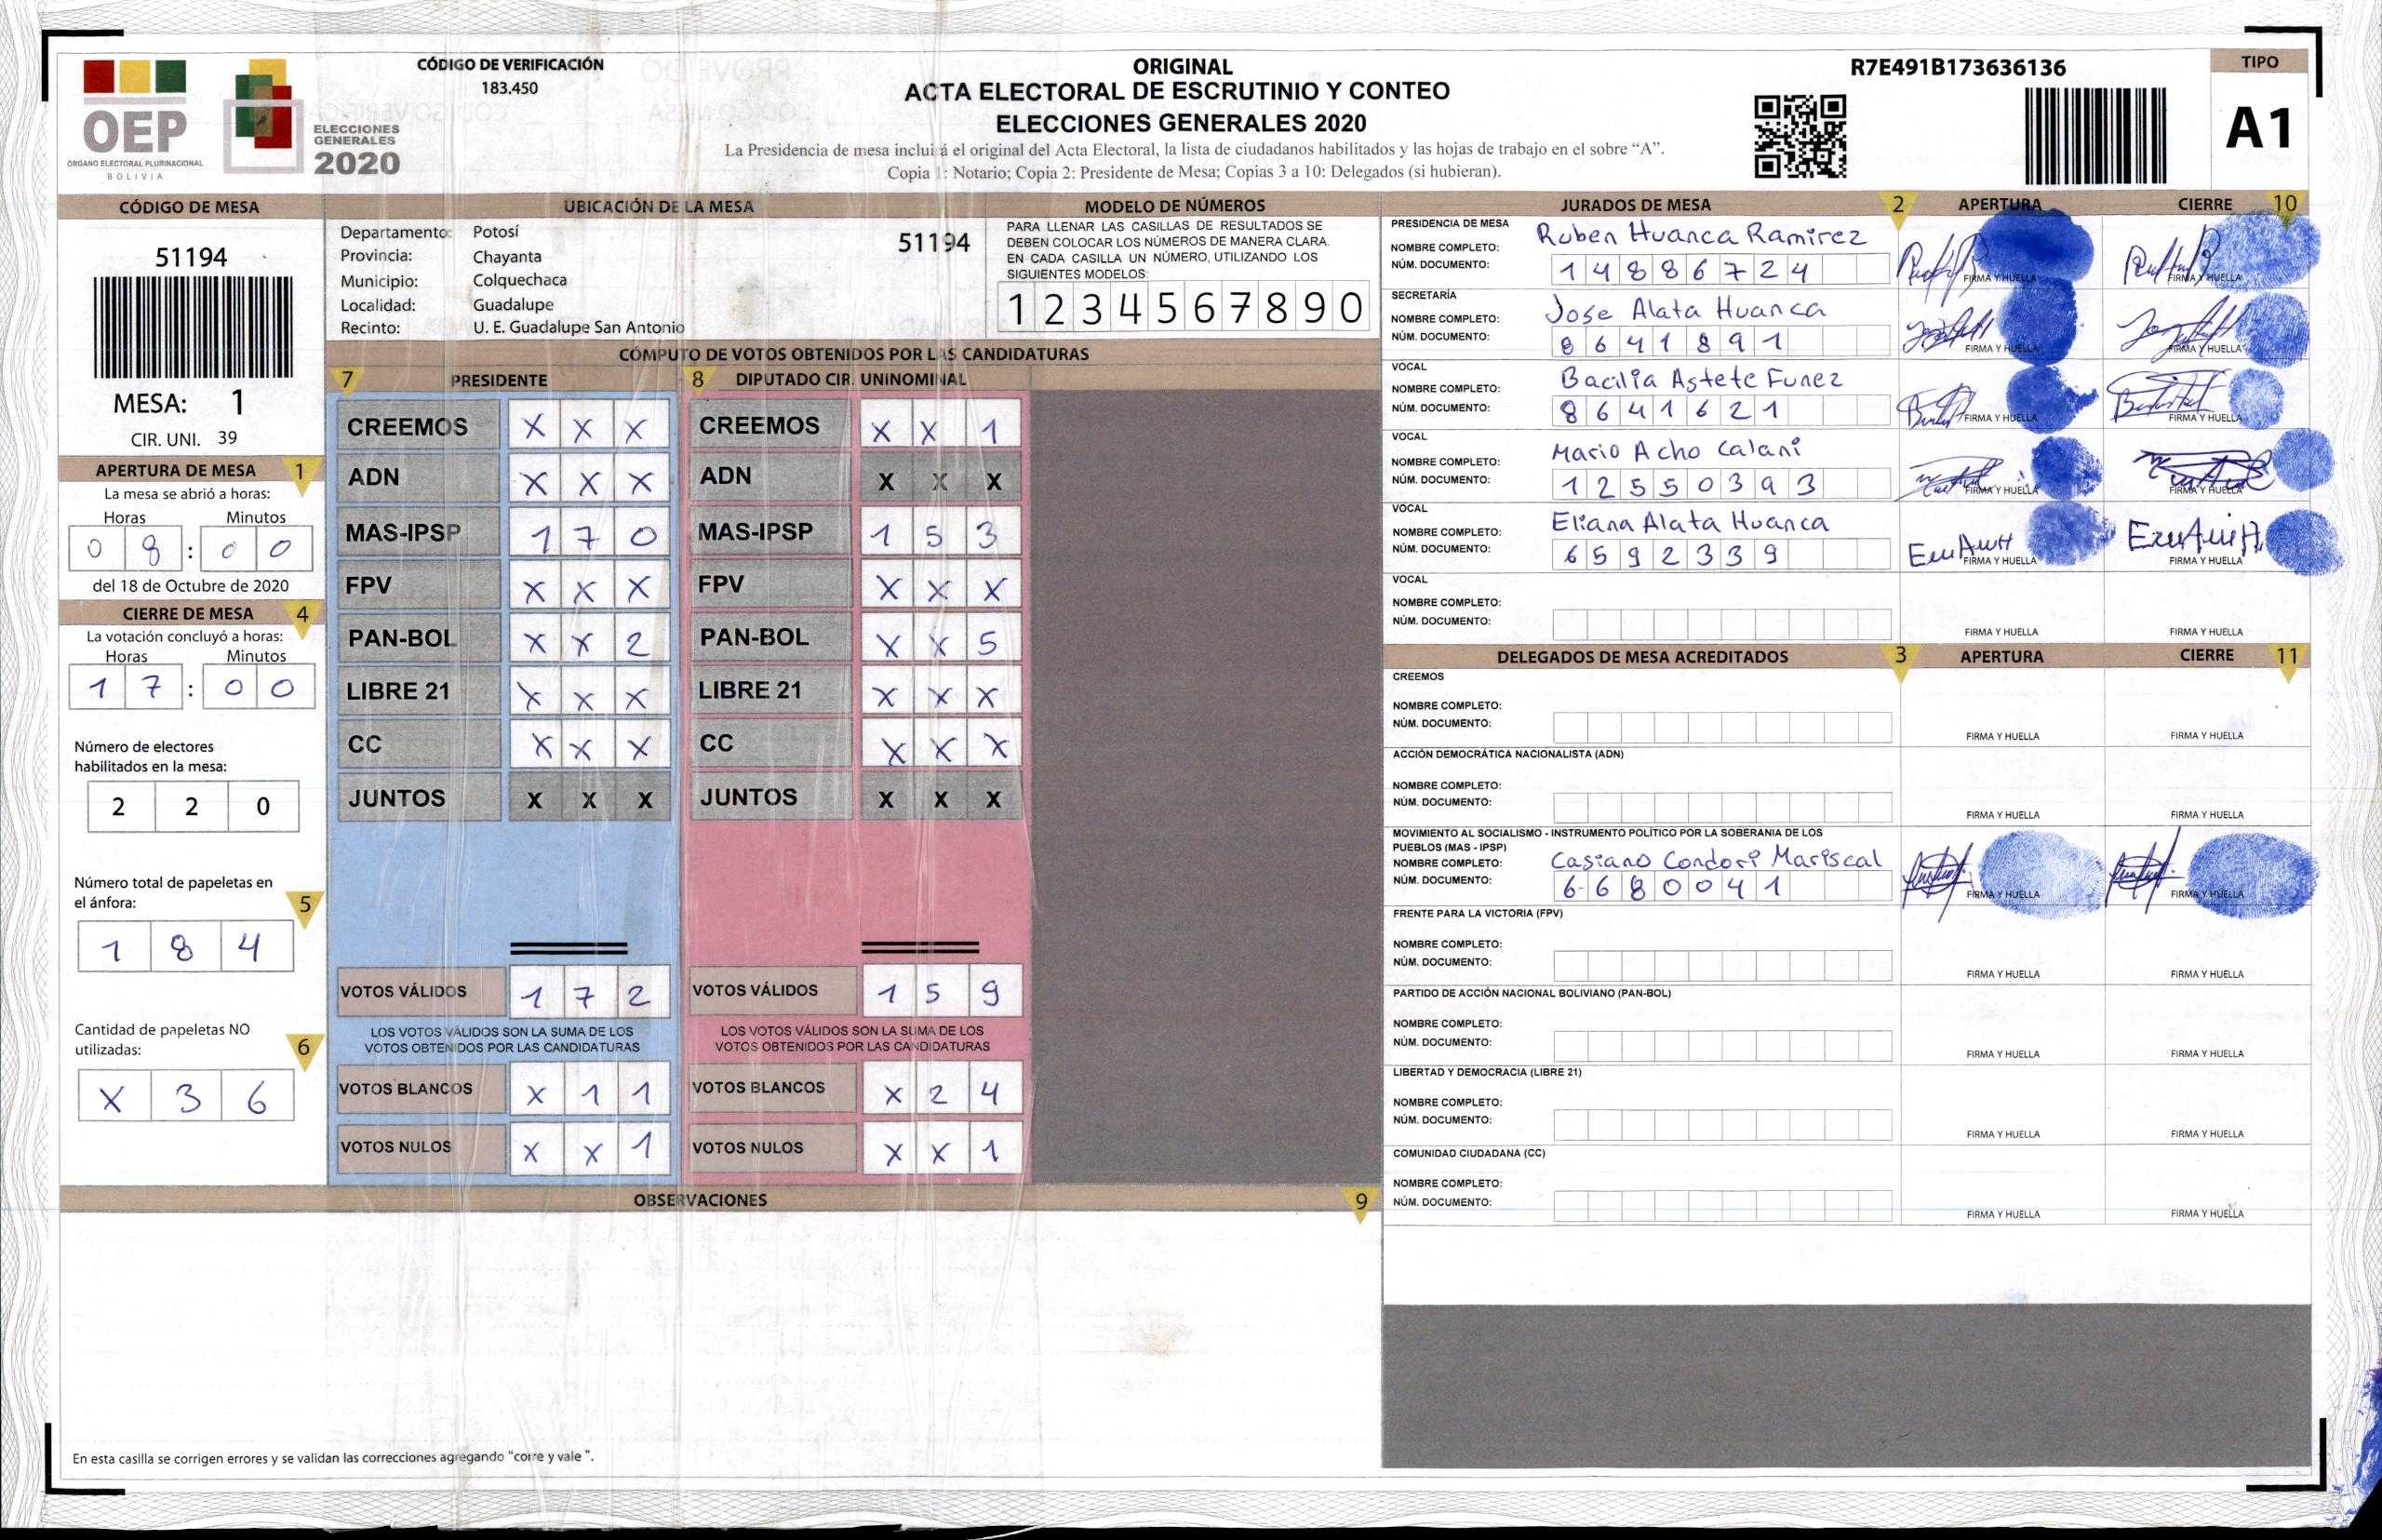 OEP
ÓRGANO ELECTORAL PLURINACIONAL
BOLIVIA
ELECCIONES
GENERALES
2020
CÓDIGO DE VERIFICACIÓN
183.450
ORIGINAL
ACTA ELECTORAL DE ESCRUTINIO Y CONTEO
ELECCIONES GENERALES 2020
La Presidencia de mesa incluirá el original del Acta Electoral, la lista de ciudadanos habilitados y las hojas de trabajo en el sobre “A”.
Copia 1: Notario; Copia 2: Presidente de Mesa; Copias 3 a 10: Delegados (si hubieran).
R7E491B173636136
TIPO
A1
CÓDIGO DE MESA
51194
MESA: 1
CIR. UNI. 39
APERTURA DE MESA 1
La mesa se abrió a horas:
Horas Minutos
0 8 : 0 0
del 18 de Octubre de 2020
CIERRE DE MESA 4
La votación concluyó a horas:
Horas Minutos
1 7 : 0 0
Número de electores
habilitados en la mesa:
2 2 0
Número total de papeletas en
el ánfora: 5
1 8 4
Cantidad de papeletas NO
utilizadas: 6
X 3 6
UBICACIÓN DE LA MESA
Departamento: Potosí
Provincia: Chayanta
Municipio: Colquechaca
Localidad: Guadalupe
Recinto: U. E. Guadalupe San Antonio
51194
MODELO DE NÚMEROS
PARA LLENAR LAS CASILLAS DE RESULTADOS SE
DEBEN COLOCAR LOS NÚMEROS DE MANERA CLARA.
EN CADA CASILLA UN NÚMERO, UTILIZANDO LOS
SIGUIENTES MODELOS:
1 2 3 4 5 6 7 8 9 0
CÓMPUTO DE VOTOS OBTENIDOS POR LAS CANDIDATURAS
7 PRESIDENTE
CREEMOS X X X
ADN X X X
MAS-IPSP 1 7 0
FPV X X X
PAN-BOL X X 2
LIBRE 21 X X X
CC X X X
JUNTOS X X X
VOTOS VÁLIDOS 1 7 2
LOS VOTOS VÁLIDOS SON LA SUMA DE LOS
VOTOS OBTENIDOS POR LAS CANDIDATURAS
VOTOS BLANCOS X 1 1
VOTOS NULOS X X 1
8 DIPUTADO CIR. UNINOMINAL
CREEMOS X X 1
ADN X X X
MAS-IPSP 1 5 3
FPV X X X
PAN-BOL X X 5
LIBRE 21 X X X
CC X X X
JUNTOS X X X
VOTOS VÁLIDOS 1 5 9
LOS VOTOS VÁLIDOS SON LA SUMA DE LOS
VOTOS OBTENIDOS POR LAS CANDIDATURAS
VOTOS BLANCOS X 2 4
VOTOS NULOS X X 1
OBSERVACIONES 9
En esta casilla se corrigen errores y se validan las correcciones agregando “corre y vale”.
JURADOS DE MESA 2 APERTURA CIERRE 10
PRESIDENCIA DE MESA
NOMBRE COMPLETO: Ruben Huanca Ramirez
NÚM. DOCUMENTO: 1 4 8 8 6 7 2 4
FIRMA Y HUELLA FIRMA Y HUELLA
SECRETARÍA
NOMBRE COMPLETO: Jose Alata Huanca
NÚM. DOCUMENTO: 8 6 4 1 8 9 1
FIRMA Y HUELLA FIRMA Y HUELLA
VOCAL
NOMBRE COMPLETO: Bacilia Astete Funez
NÚM. DOCUMENTO: 8 6 4 1 6 2 1
FIRMA Y HUELLA FIRMA Y HUELLA
VOCAL
NOMBRE COMPLETO: Mario Acho Calani
NÚM. DOCUMENTO: 1 2 5 5 0 3 9 3
FIRMA Y HUELLA FIRMA Y HUELLA
VOCAL
NOMBRE COMPLETO: Eliana Alata Huanca
NÚM. DOCUMENTO: 6 5 9 2 3 3 9
FIRMA Y HUELLA FIRMA Y HUELLA
VOCAL
NOMBRE COMPLETO:
NÚM. DOCUMENTO:
FIRMA Y HUELLA FIRMA Y HUELLA
DELEGADOS DE MESA ACREDITADOS 3 APERTURA CIERRE 11
CREEMOS
NOMBRE COMPLETO:
NÚM. DOCUMENTO:
FIRMA Y HUELLA FIRMA Y HUELLA
ACCIÓN DEMOCRÁTICA NACIONALISTA (ADN)
NOMBRE COMPLETO:
NÚM. DOCUMENTO:
FIRMA Y HUELLA FIRMA Y HUELLA
MOVIMIENTO AL SOCIALISMO - INSTRUMENTO POLÍTICO POR LA SOBERANIA DE LOS
PUEBLOS (MAS - IPSP)
NOMBRE COMPLETO: Casiano Condori Mariscal
NÚM. DOCUMENTO: 6 6 8 0 0 4 1
FIRMA Y HUELLA FIRMA Y HUELLA
FRENTE PARA LA VICTORIA (FPV)
NOMBRE COMPLETO:
NÚM. DOCUMENTO:
FIRMA Y HUELLA FIRMA Y HUELLA
PARTIDO DE ACCIÓN NACIONAL BOLIVIANO (PAN-BOL)
NOMBRE COMPLETO:
NÚM. DOCUMENTO:
FIRMA Y HUELLA FIRMA Y HUELLA
LIBERTAD Y DEMOCRACIA (LIBRE 21)
NOMBRE COMPLETO:
NÚM. DOCUMENTO:
FIRMA Y HUELLA FIRMA Y HUELLA
COMUNIDAD CIUDADANA (CC)
NOMBRE COMPLETO:
NÚM. DOCUMENTO:
FIRMA Y HUELLA FIRMA Y HUELLA